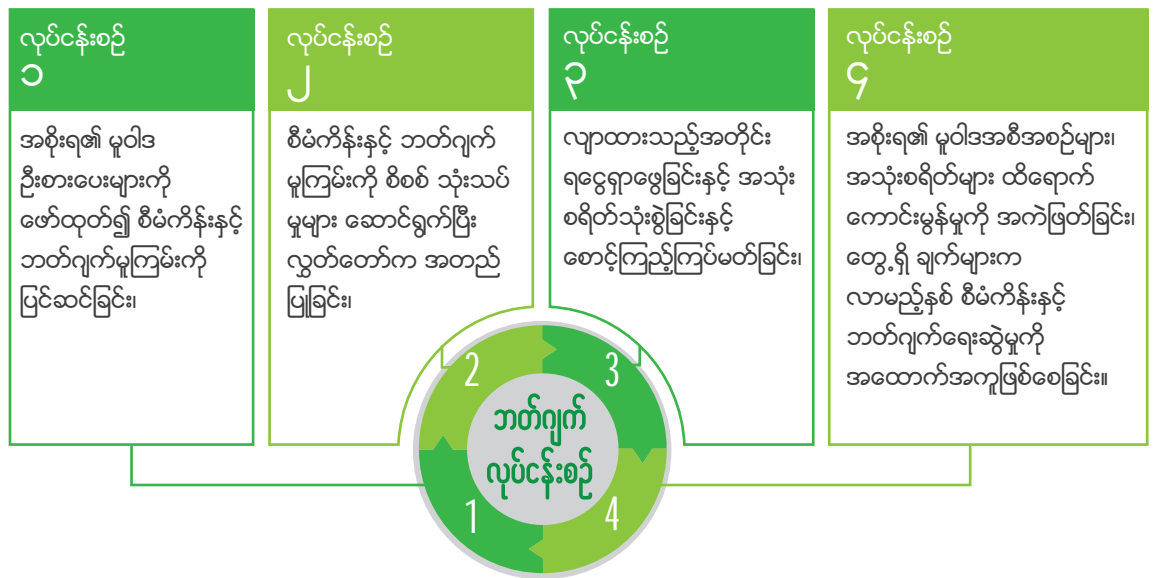 လုပ်ငန်းစဉ်
၁
အစိုးရ၏ မူဝါဒ
ဦးစားပေးများကို
ဖော်ထုတ်၍ စီမံကိန်းနှင့်
ဘတ်ဂျက်မူကြမ်းကို
ပြင်ဆင်ခြင်း၊
လုပ်ငန်းစဉ်
၂
စီမံကိန်းနှင့် ဘတ်ဂျက်
မူကြမ်းကို စိစစ် သုံးသပ်
မှုများ ဆောင်ရွက်ပြီး
လွှတ်တော်က အတည်
ပြုခြင်း၊
လုပ်ငန်းစဉ်
၃
လျာထားသည့်အတိုင်း
ရငွေရှာဖွေခြင်းနှင့် အသုံး
စရိတ်သုံးစွဲခြင်းနှင့်
စောင့်ကြည့်ကြပ်မတ်ခြင်း၊
လုပ်ငန်းစဉ်
၄
အစိုးရ၏ မူဝါဒအစီအစဉ်များ၊
အသုံးစရိတ်များ ထိရောက်
ကောင်းမွန်မှုကို အကဲဖြတ်ခြင်း၊
တွေ့ရှိ ချက်များက
လာမည့်နှစ် စီမံကိန်းနှင့်
ဘတ်ဂျက်ရေးဆွဲမှုကို
အထောက်အကူဖြစ်စေခြင်း။
2
3
ဘတ်ဂျက်
လုပ်ငန်းစဉ်
1
4